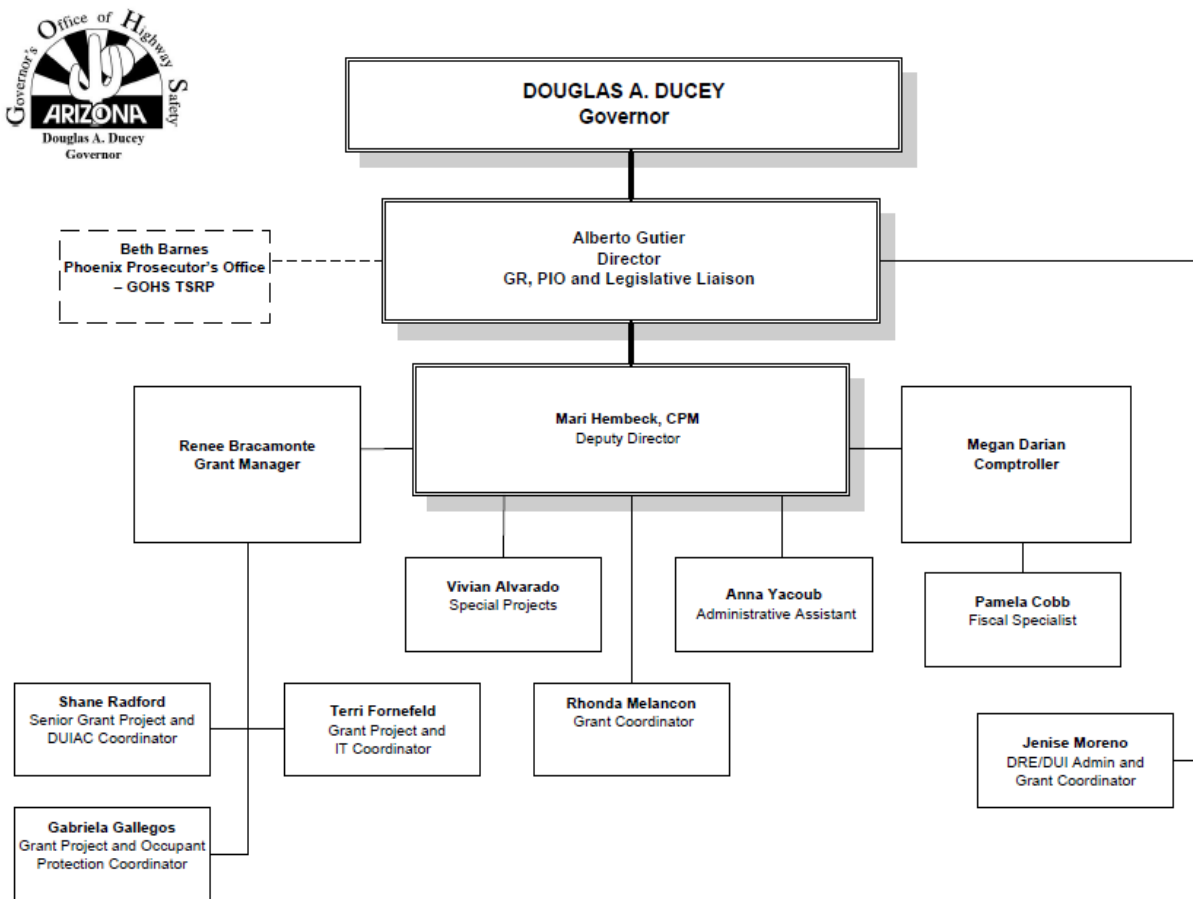 Governor's Office of Highway Safety
ARIZONA
Douglas A. Ducey
Governor
DOUGLAS A. DUCEY
Governor
Alberto Gutier
Director
GR, PIO and Legislative Liaison
Beth Barnes
Phoenix Prosecutor's Office
– GOHS TSRP
Mari Hembeck, CPM
Deputy Director
Renee Bracamonte
Grant Manager
Megan Darian
Comptroller
Vivian Alvarado
Special Projects
Anna Yacoub
Administrative Assistant
Pamela Cobb
Fiscal Specialist
Shane Radford
Senior Grant Project and
DUIAC Coordinator
Terri Fornefeld
Grant Project and
IT Coordinator
Rhonda Melancon
Grant Coordinator
Jenise Moreno
DRE/DUI Admin and
Grant Coordinator
Gabriela Gallegos
Grant Project and Occupant
Protection Coordinator